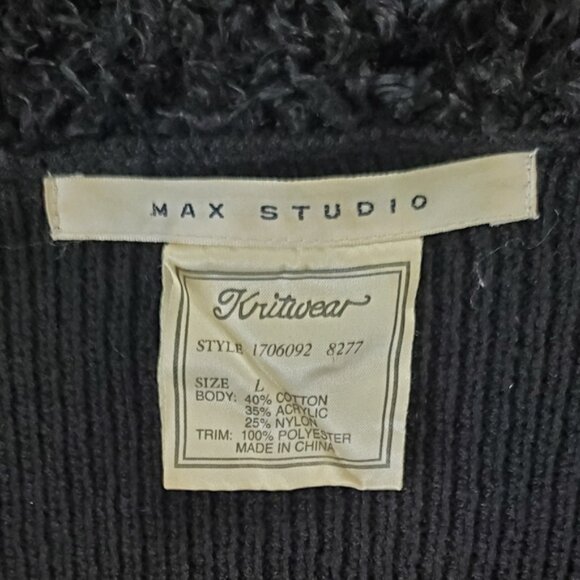 MAX STUDIO
Kritwear
STYLE 1706092 8277
SIZE L
BODY: 40% COTTON
35% ACRYLIC
25% NYLON
TRIM: 100% POLYESTER
MADE IN CHINA